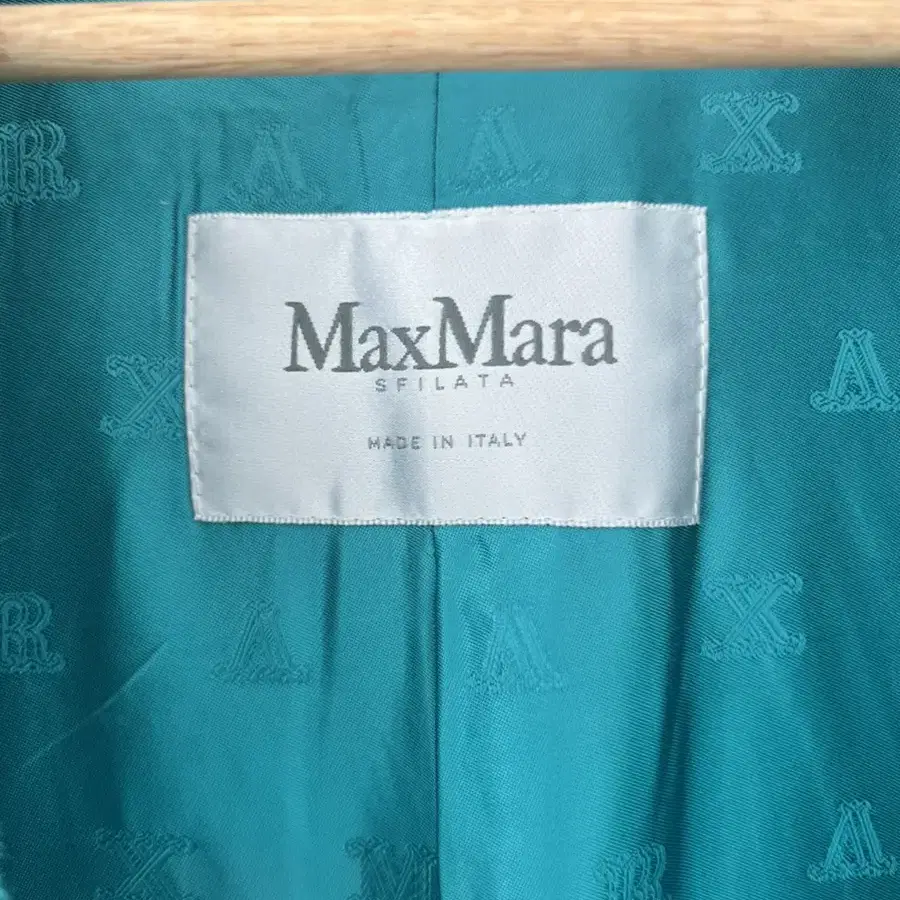 R A A X
MaxMara
SFILATA
MADE IN ITALY
X A
R A A X
X M R A